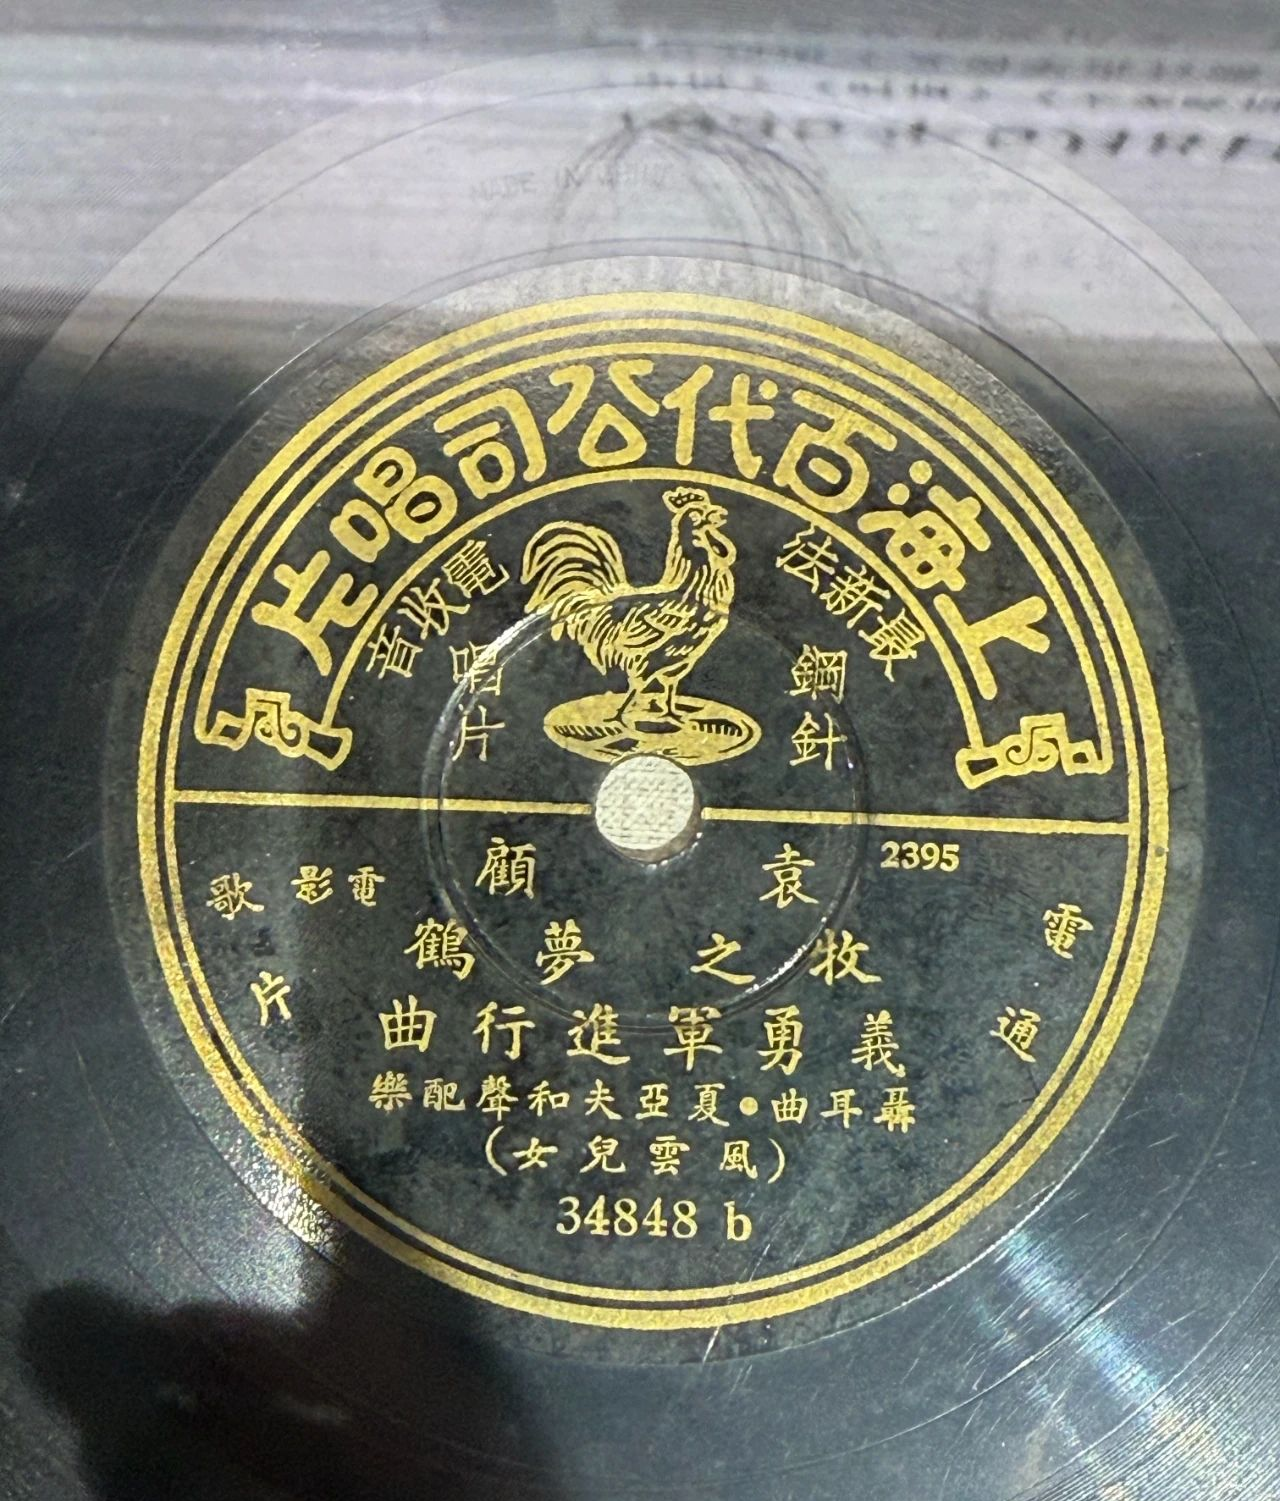 MADE IN
上海百代公司唱片
最新法
鋼針
電收音
唱片
2395
電通
袁牧之
顧夢鶴
電影歌片
義勇軍進行曲
聶耳曲•夏亞夫和聲配樂
(風雲兒女)
34848 b